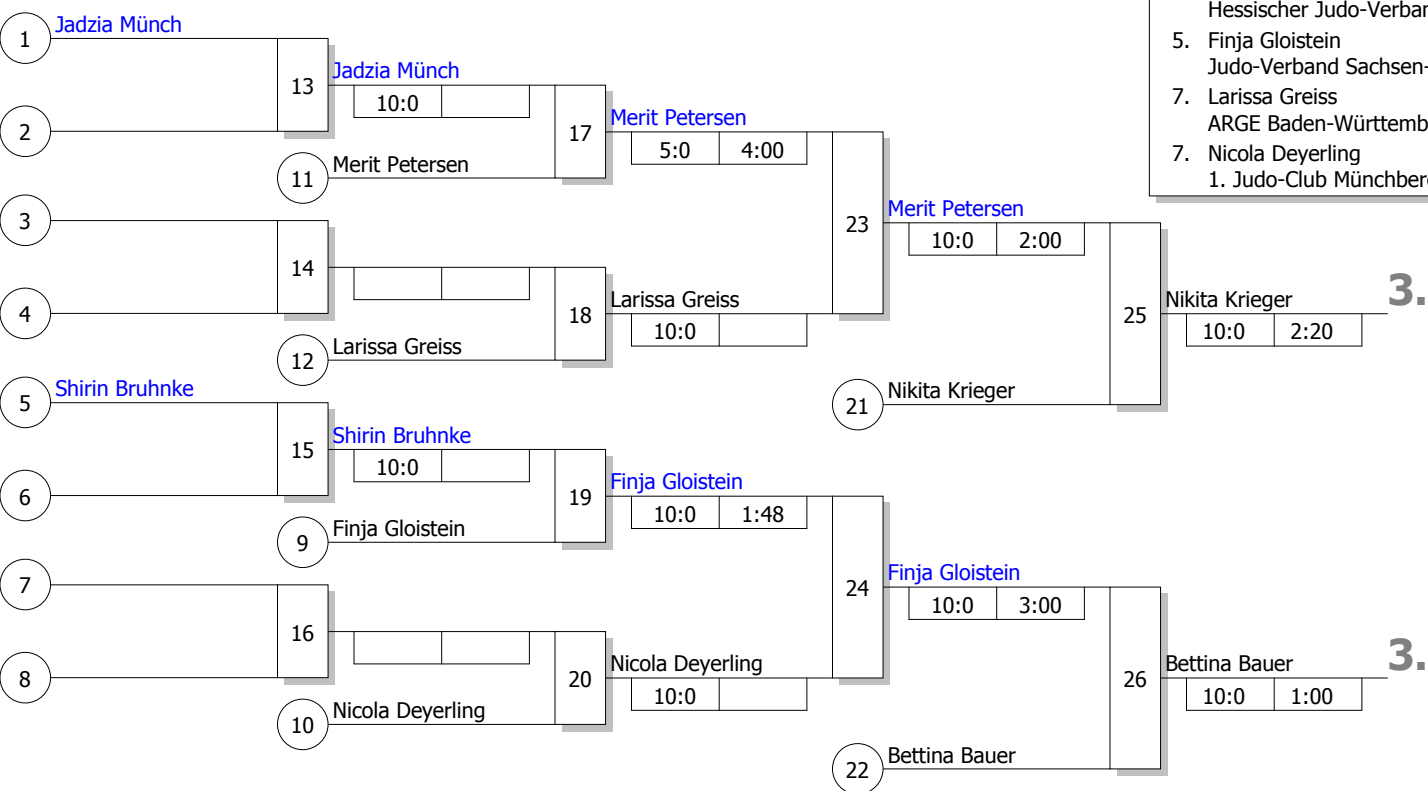 Hessischer Judo-Verban
5. Finja Gloistein
Judo-Verband Sachsen-
7. Larissa Greiss
ARGE Baden-Württemb
7. Nicola Deyerling
1. Judo-Club Münchber
1 Jadzia Münch
13 Jadzia Münch
10:0
2
17 Merit Petersen
5:0 4:00
11 Merit Petersen
3
23 Merit Petersen
10:0 2:00
14
4
18 Larissa Greiss
10:0
25 Nikita Krieger 3.
10:0 2:20
12 Larissa Greiss
5 Shirin Bruhnke
21 Nikita Krieger
15 Shirin Bruhnke
10:0
6
19 Finja Gloistein
10:0 1:48
9 Finja Gloistein
7
24 Finja Gloistein
10:0 3:00
16
8
20 Nicola Deyerling
10:0
26 Bettina Bauer 3.
10:0 1:00
10 Nicola Deyerling
22 Bettina Bauer